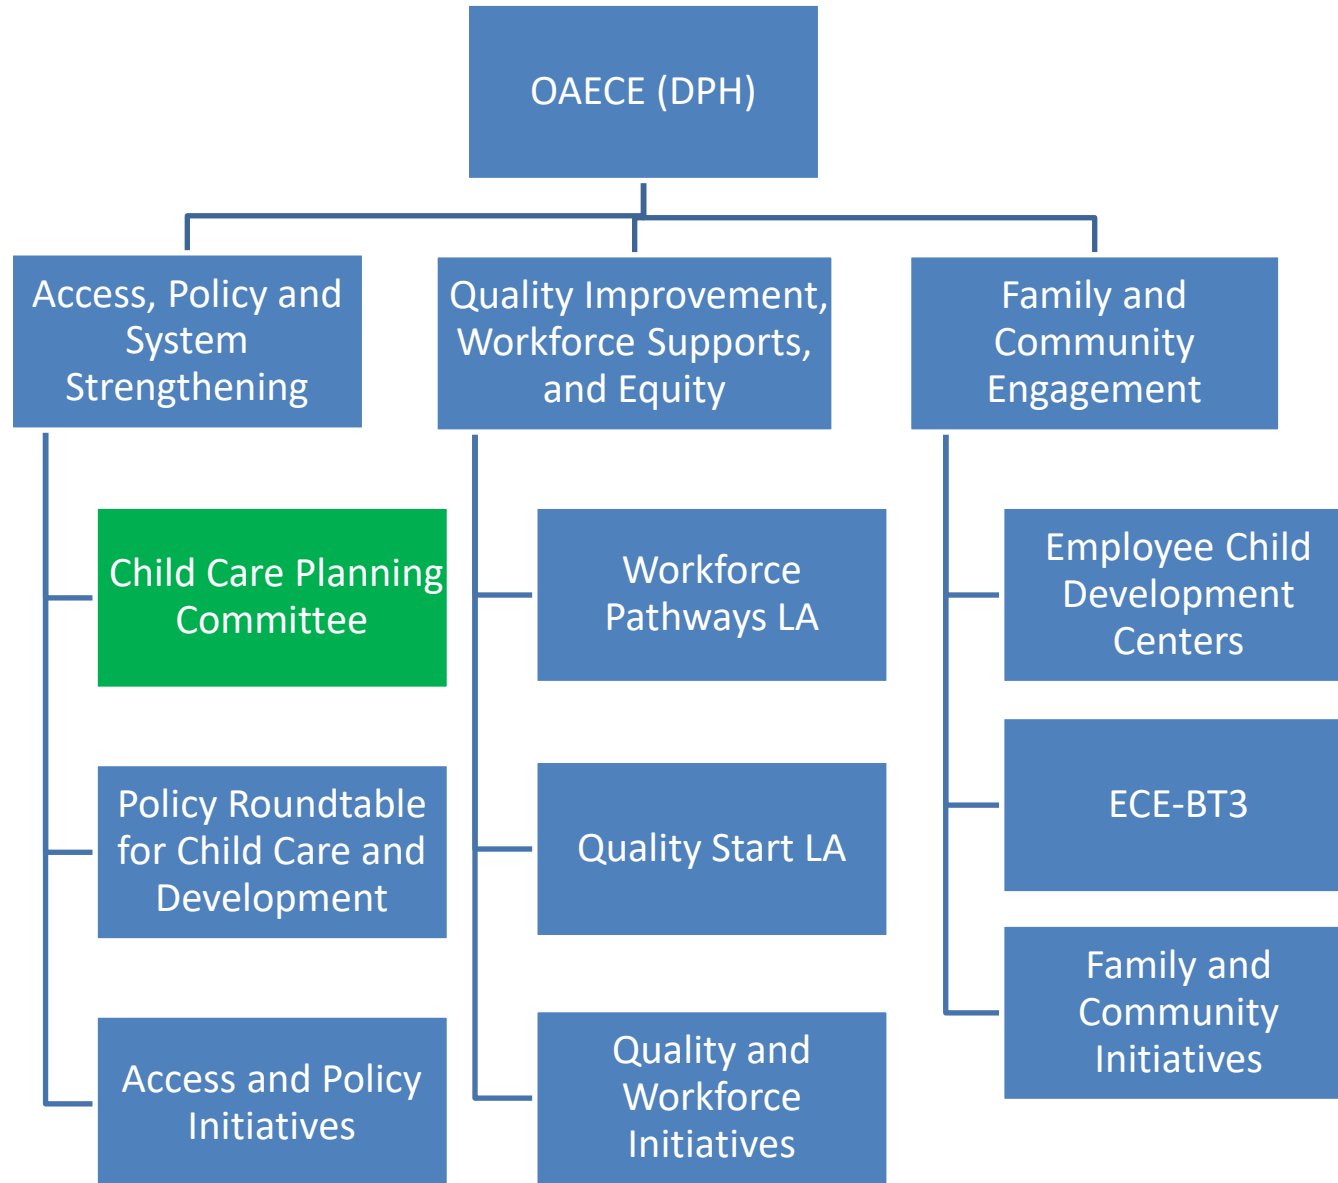 OAECE (DPH)
Access, Policy and
System
Strengthening
Quality Improvement,
Workforce Supports,
and Equity
Family and
Community
Engagement
Child Care Planning
Committee
Policy Roundtable
for Child Care and
Development
Access and Policy
Initiatives
Workforce
Pathways LA
Quality Start LA
Quality and
Workforce
Initiatives
Employee Child
Development
Centers
ECE-BT3
Family and
Community
Initiatives